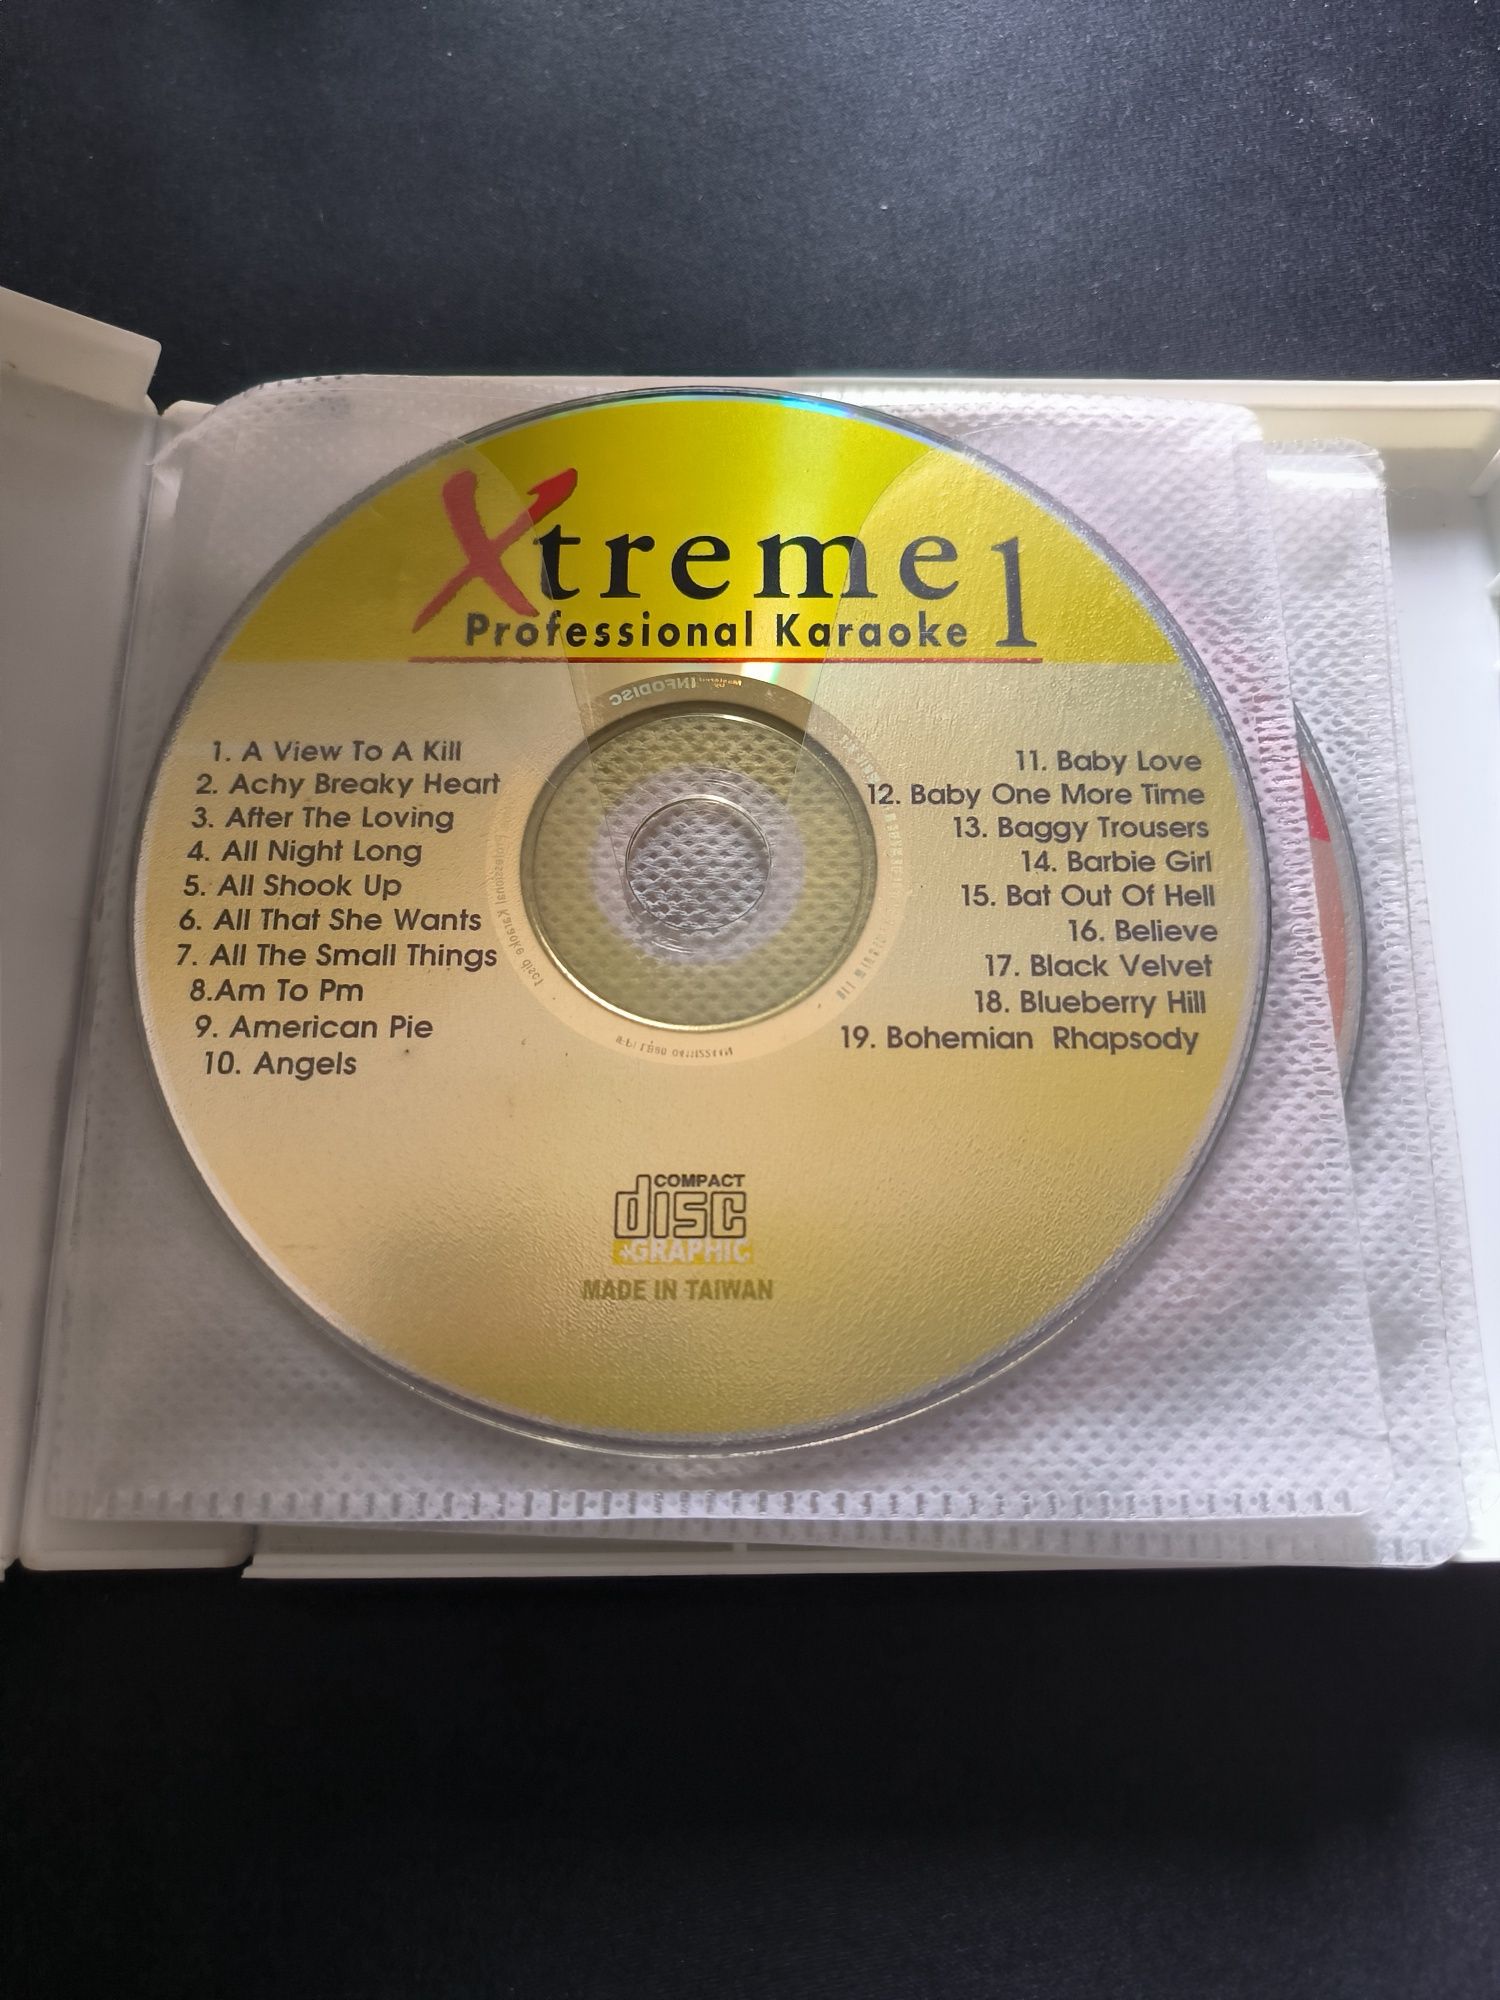 Xtreme 1
Professional Karaoke
INFODISC
1. A View To A Kill
2. Achy Breaky Heart
3. After The Loving
4. All Night Long
5. All Shook Up
6. All That She Wants
7. All The Small Things
8.Am To Pm
9. American Pie
10. Angels
11. Baby Love
12. Baby One More Time
13. Baggy Trousers
14. Barbie Girl
15. Bat Out Of Hell
16. Believe
17. Black Velvet
18. Blueberry Hill
19. Bohemian Rhapsody
COMPACT
disc
+GRAPHIC
MADE IN TAIWAN